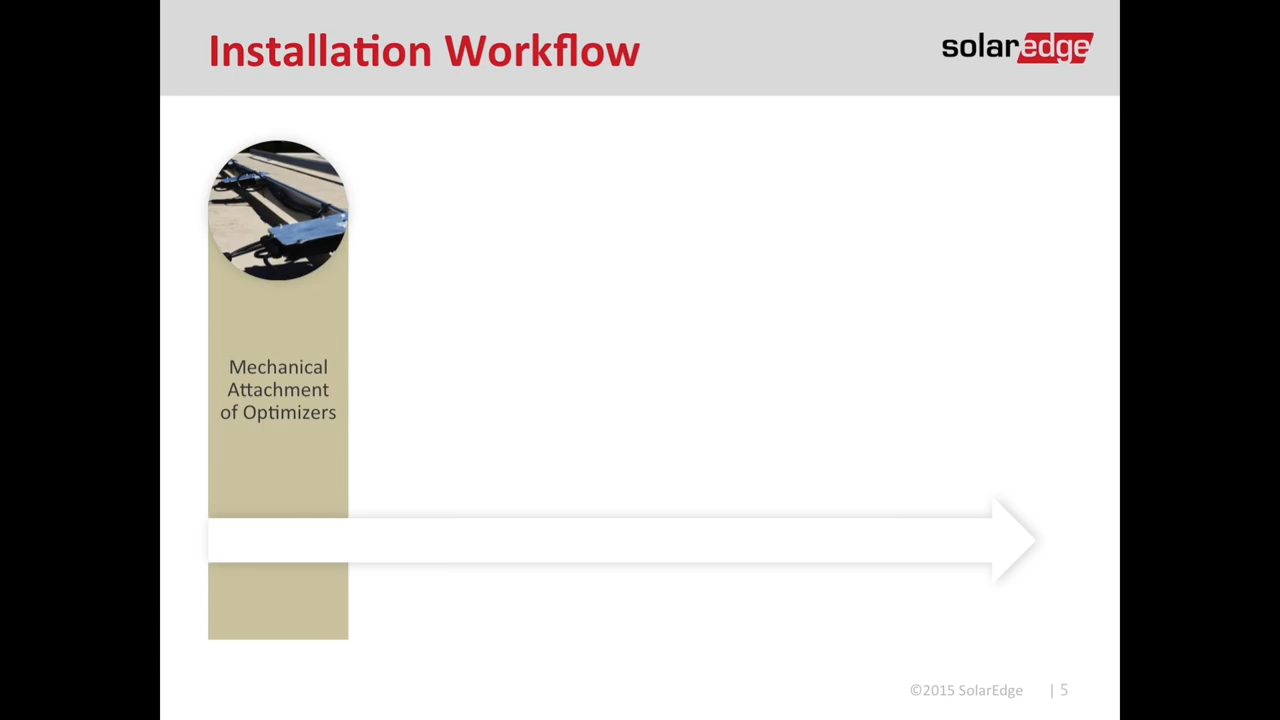 Installation Workflow
solaredge
Mechanical
Attachment
of Optimizers
©2015 SolarEdge | 5